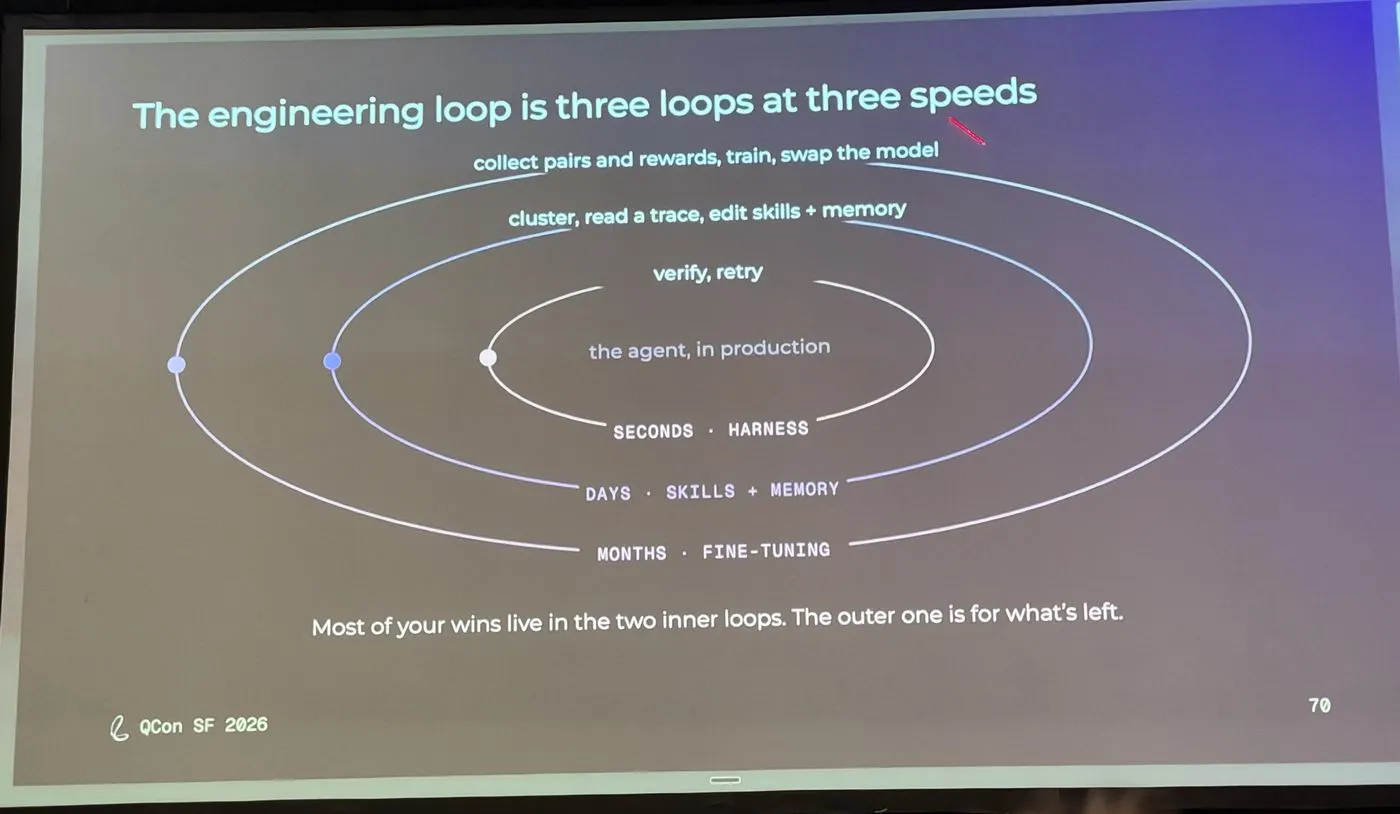 The engineering loop is three loops at three speeds
collect pairs and rewards, train, swap the model
cluster, read a trace, edit skills + memory
verify, retry
the agent, in production
SECONDS · HARNESS
DAYS · SKILLS + MEMORY
MONTHS · FINE-TUNING
Most of your wins live in the two inner loops. The outer one is for what's left.
70
QCon SF 2026